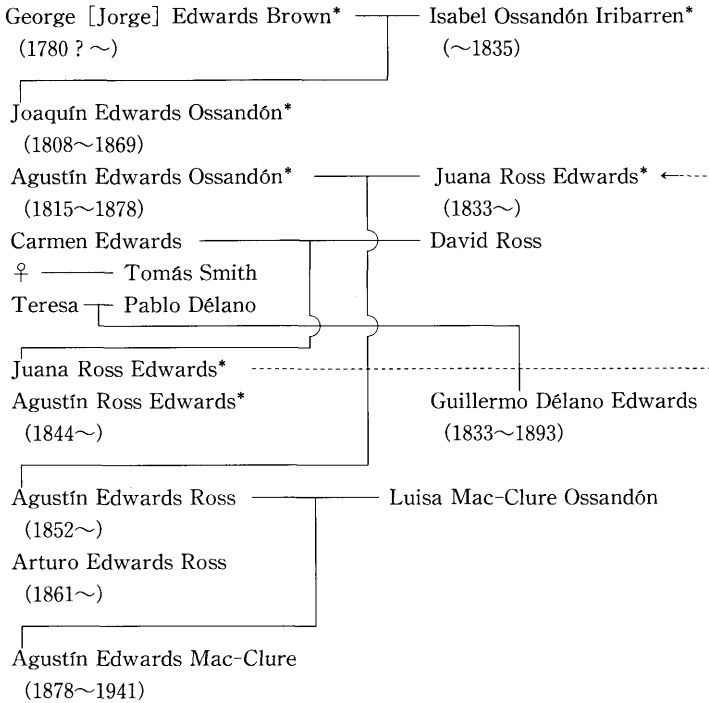 George [Jorge] Edwards Brown* Isabel Ossandón Iribarren*
(1780 ? ~) (~1835)
Joaquín Edwards Ossandón*
(1808~1869)
Agustín Edwards Ossandón* Juana Ross Edwards*
(1815~1878) (1833~)
Carmen Edwards David Ross
♀ Tomás Smith
Teresa Pablo Délano
Juana Ross Edwards*
Agustín Ross Edwards* Guillermo Délano Edwards
(1844~) (1833~1893)
Agustín Edwards Ross Luisa Mac-Clure Ossandón
(1852~)
Arturo Edwards Ross
(1861~)
Agustín Edwards Mac-Clure
(1878~1941)